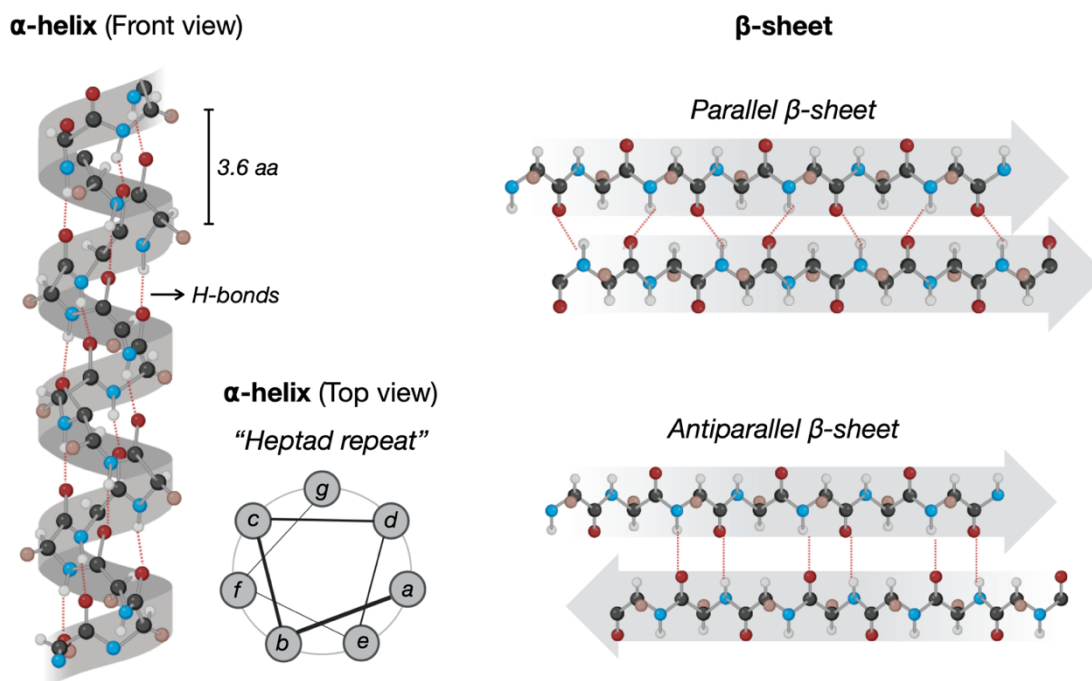 α-helix (Front view)
3.6 aa
H-bonds
α-helix (Top view)
“Heptad repeat”
g
c
d
f
a
b
e
β-sheet
Parallel β-sheet
Antiparallel β-sheet